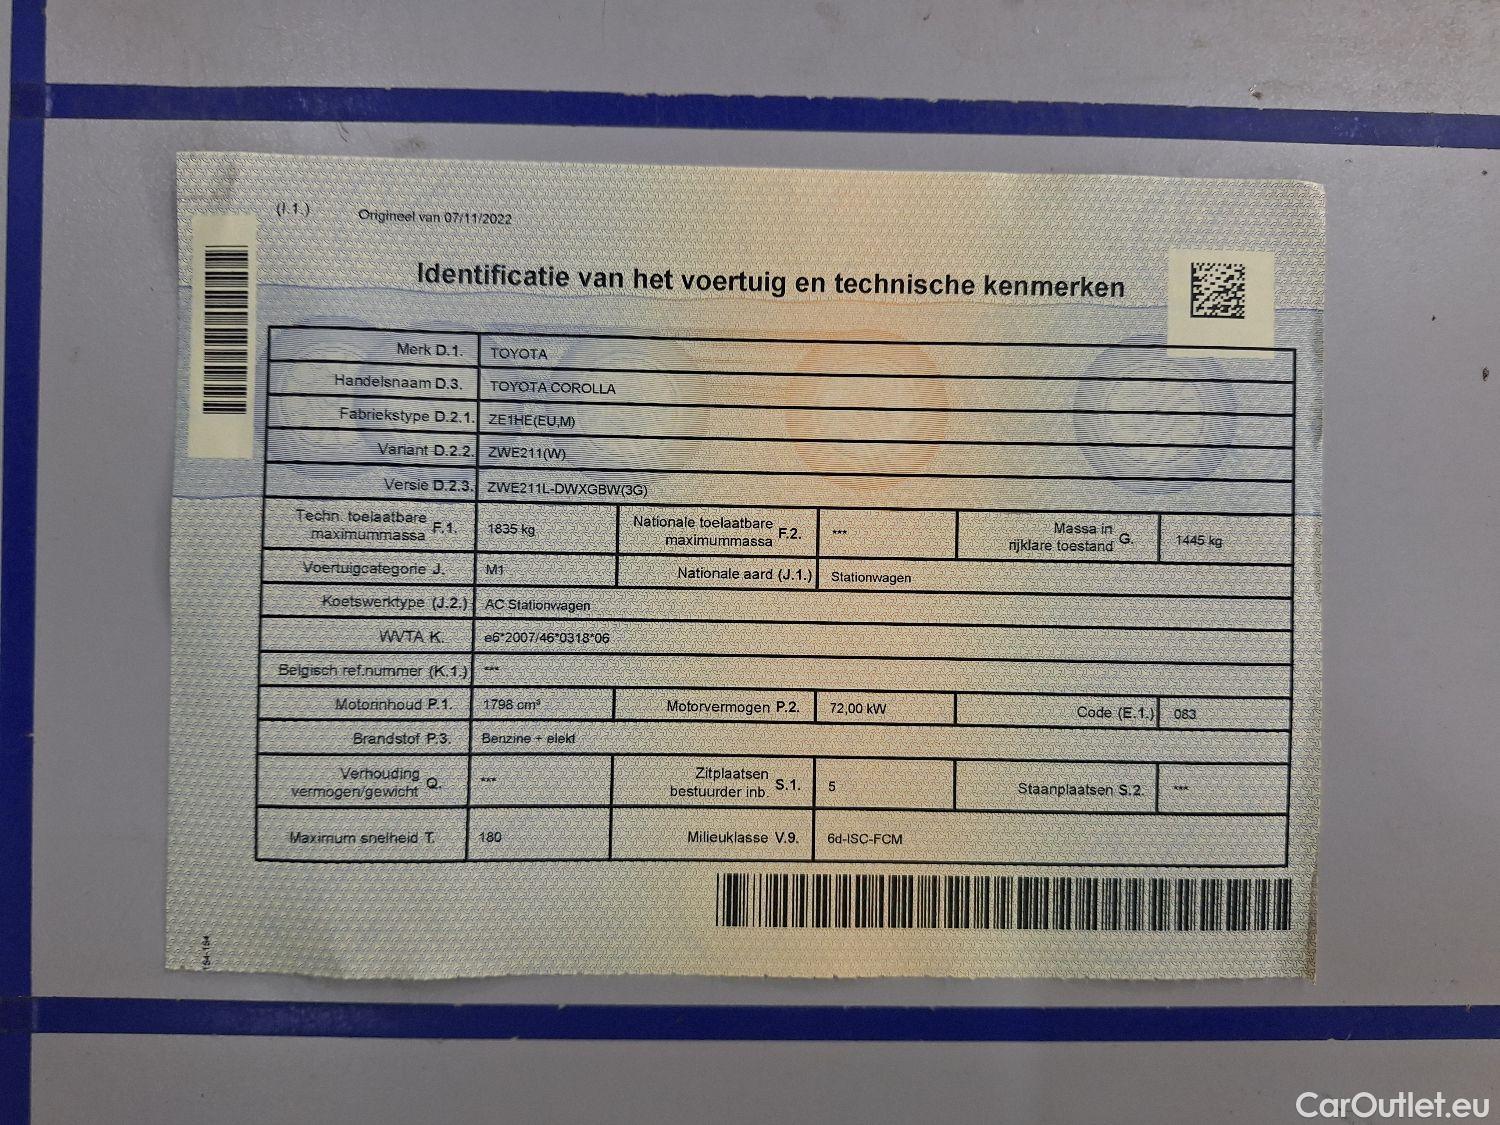 (I.1.) Origineel van 07/11/2022
Identificatie van het voertuig en technische kenmerken
Merk D.1. TOYOTA
Handelsnaam D.3. TOYOTA COROLLA
Fabriekstype D.2.1. ZE1HE(EU,M)
Variant D.2.2. ZWE211(W)
Versie D.2.3. ZWE211L-DWXGBW(3G)
Techn. toelaatbare maximummassa F.1. 1835 kg Nationale toelaatbare maximummassa F.2. *** Massa in rijklare toestand G. 1445 kg
Voertuigcategorie J. M1 Nationale aard (J.1.) Stationwagen
Koetswerktype (J.2.) AC Stationwagen
WVTA K. e6*2007/46*0318*06
Belgisch ref.nummer (K.1.) ***
Motorinhoud P.1. 1798 cm³ Motorvermogen P.2. 72,00 kW Code (E.1.) 083
Brandstof P.3. Benzine + elekt
Verhouding vermogen/gewicht Q. *** Zitplaatsen bestuurder inb. S.1. 5 Staanplaatsen S.2. ***
Maximum snelheid T. 180 Milieuklasse V.9. 6d-ISC-FCM
184-184
CarOutlet.eu